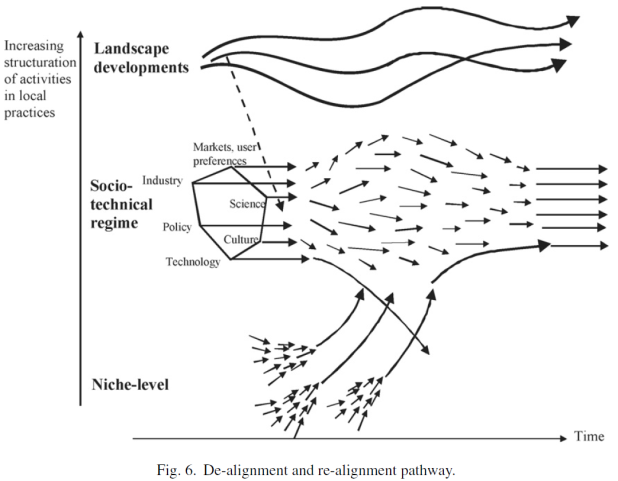 Increasing
structuration
of activities
in local
practices
Landscape
developments
Markets, user
preferences
Industry
Socio-
technical
regime
Science
Policy
Culture
Technology
Niche-level
Time
Fig. 6. De-alignment and re-alignment pathway.